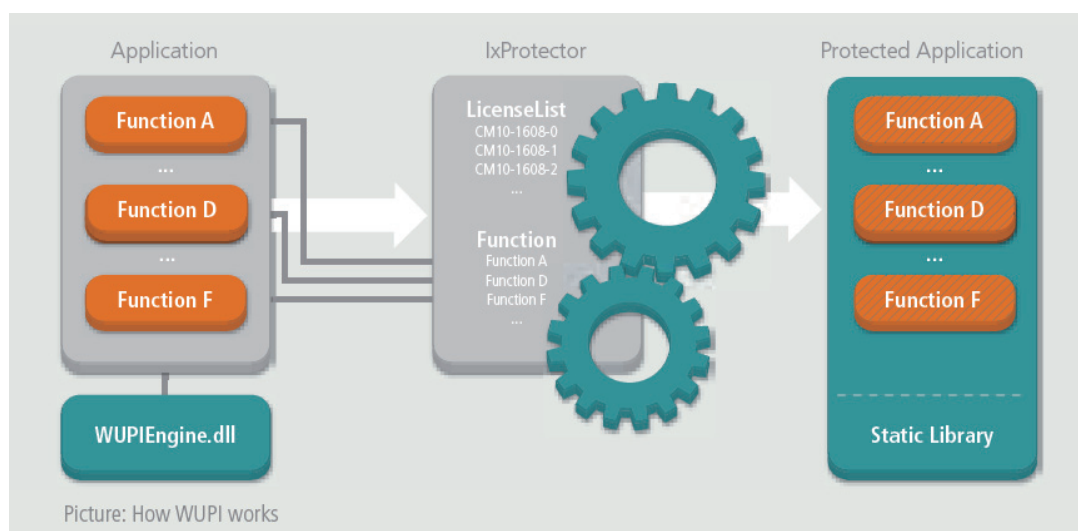 Application
Function A
...
Function D
...
Function F
WUPIEngine.dll
IxProtector
LicenseList
CM10-1608-0
CM10-1608-1
CM10-1608-2
...
Function
Function A
Function D
Function F
...
Protected Application
Function A
...
Function D
...
Function F
Static Library
Picture: How WUPI works